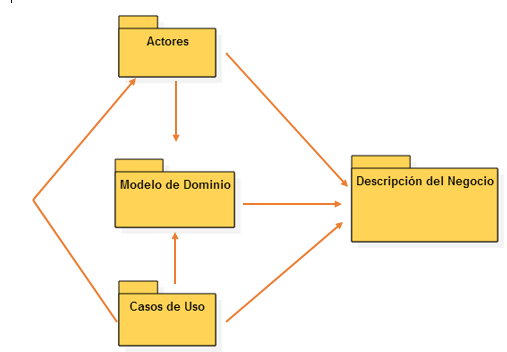 Actores
Modelo de Dominio
Descripción del Negocio
Casos de Uso